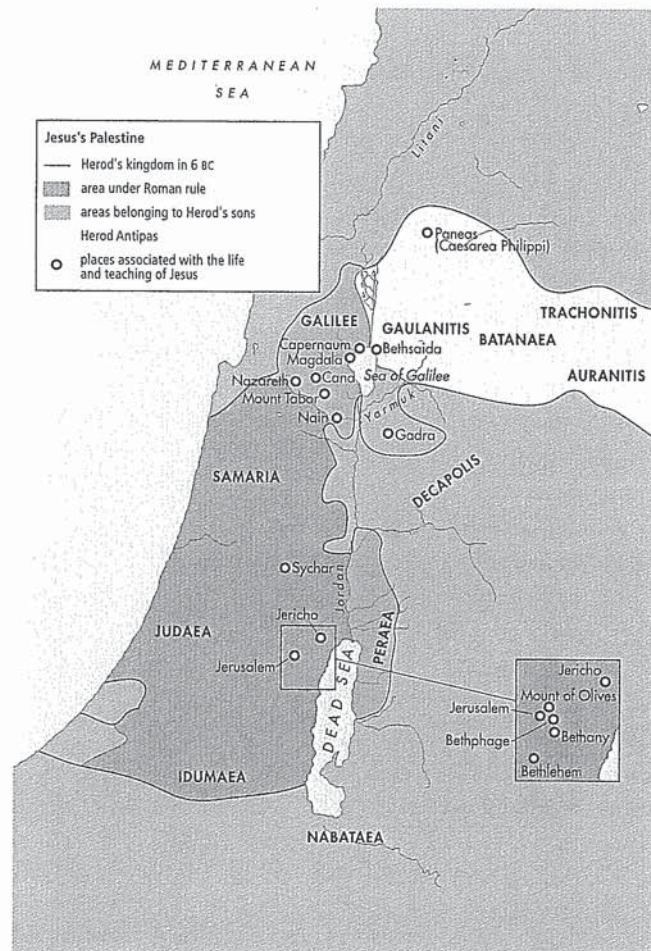 MEDITERRANEAN
SEA
Jesus's Palestine
Herod's kingdom in 6 BC
area under Roman rule
areas belonging to Herod's sons
Herod Antipas
places associated with the life
and teaching of Jesus
Litani
Paneas
(Caesarea Philippi)
TRACHONITIS
GALILEE
GAULANITIS
BATANAEA
Capernaum
Bethsaida
Magdala
Sea of Galilee
AURANITIS
Nazareth
Cana
Mount Tabor
Yarmuk
Nain
Gadra
SAMARIA
DECAPOLIS
Sychar
Jordan
Jericho
JUDAEA
PERAEA
Jerusalem
DEAD SEA
Jericho
Mount of Olives
Jerusalem
Bethphage
Bethany
Bethlehem
IDUMAEA
NABATAEA